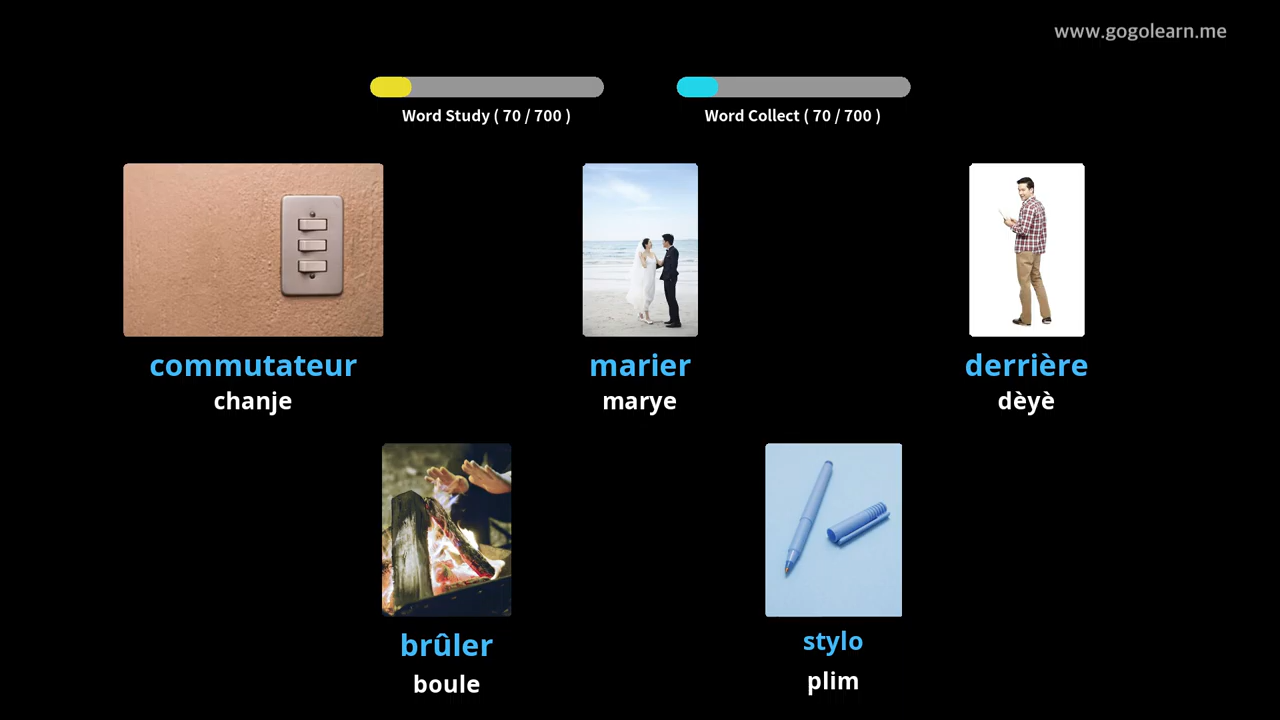 www.gogolearn.me
Word Study ( 70 / 700 )
Word Collect ( 70 / 700 )
commutateur
chanje
marier
marye
derrière
dèyè
brûler
boule
stylo
plim